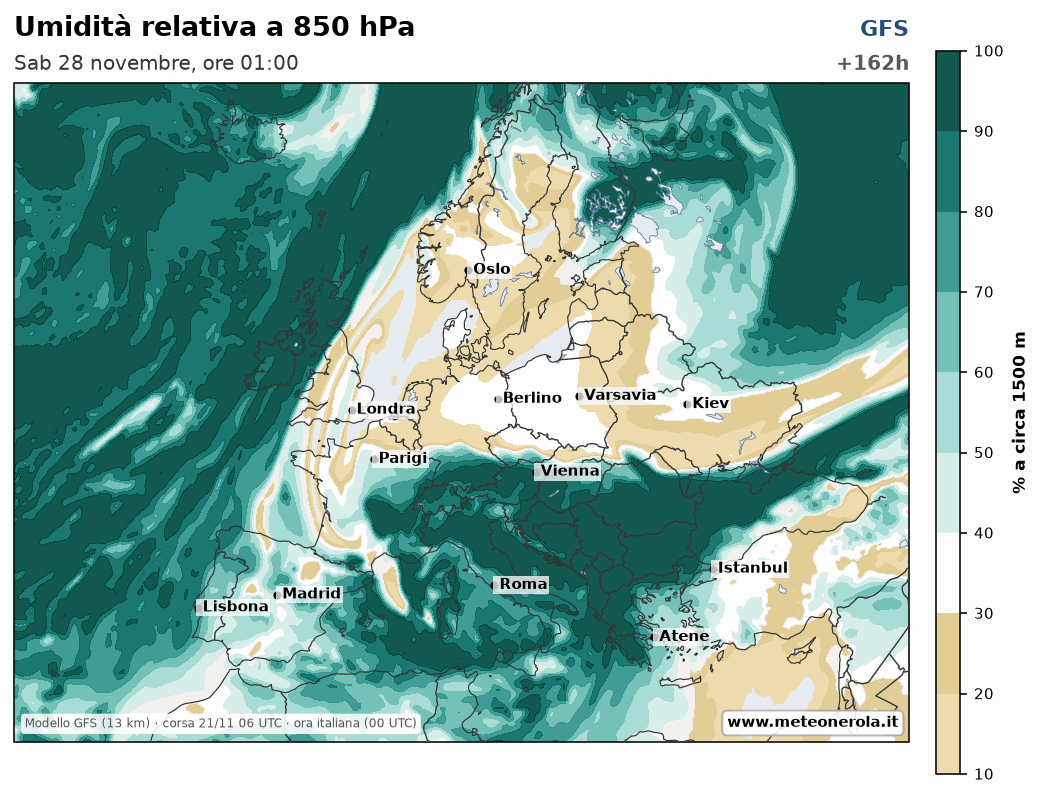 Umidità relativa a 850 hPa
GFS
Sab 28 novembre, ore 01:00
+162h
100
90
80
70
60
50
40
30
20
10
% a circa 1500 m
Oslo
Berlino
Varsavia
Kiev
Londra
Parigi
Vienna
Istanbul
Roma
Madrid
Lisbona
Atene
Modello GFS (13 km) · corsa 21/11 06 UTC · ora italiana (00 UTC)
www.meteonerola.it